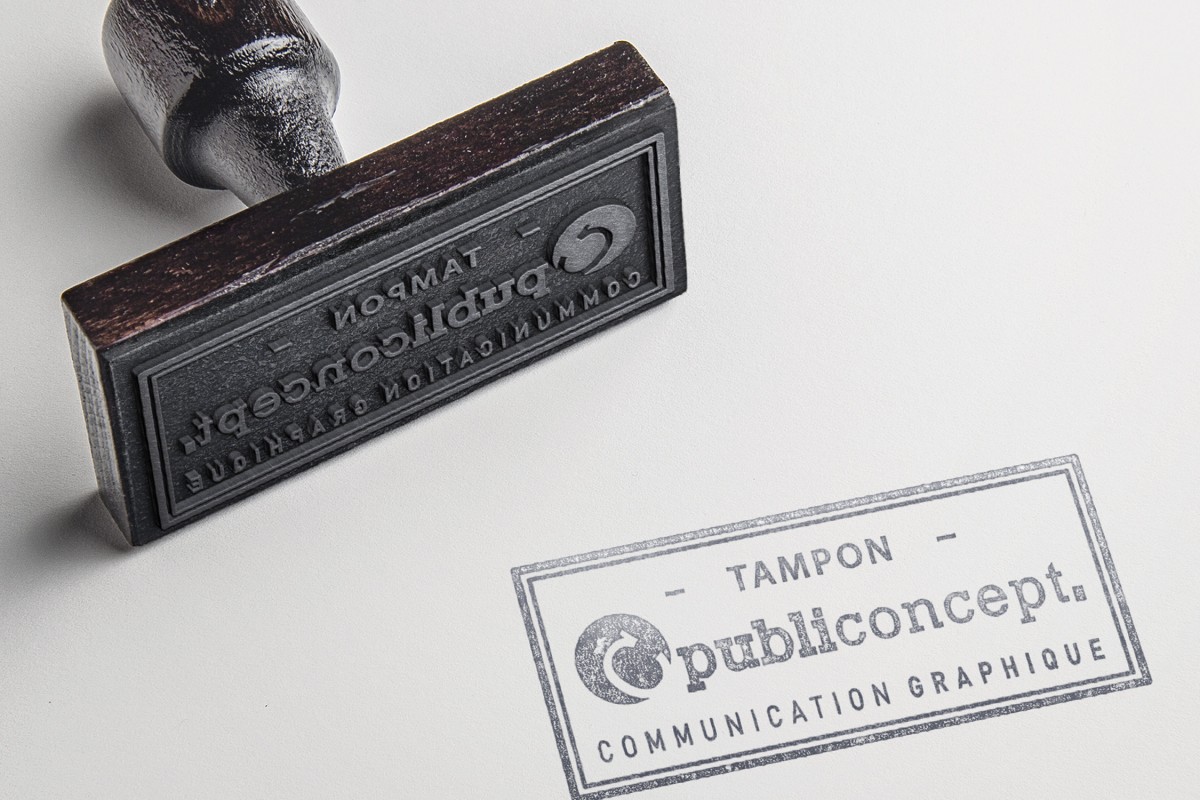 TAMPON
publiconcept.
COMMUNICATION GRAPHIQUE
- TAMPON -
publiconcept.
COMMUNICATION GRAPHIQUE